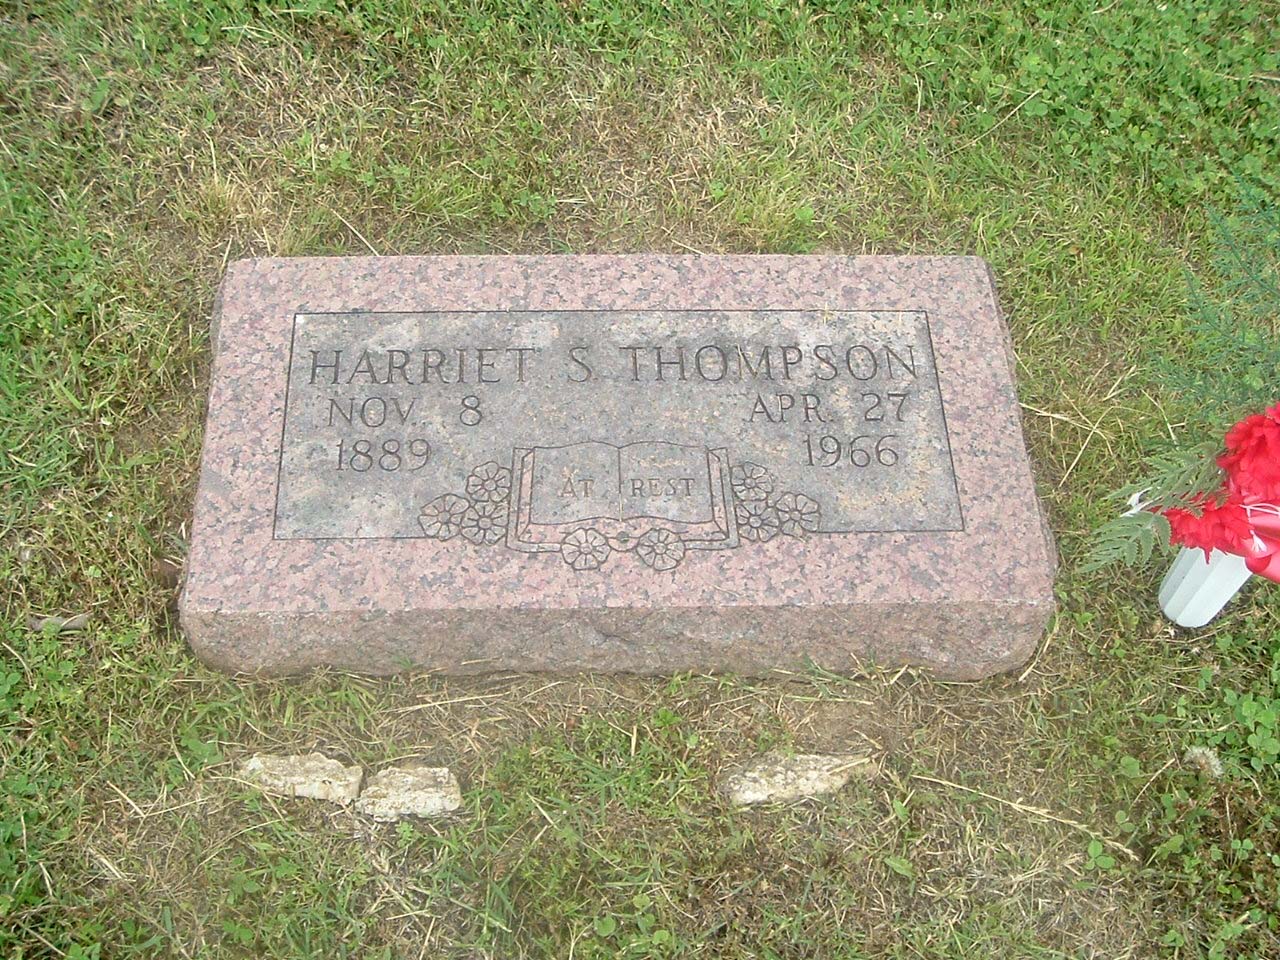 HARRIET S. THOMPSON
NOV. 8 APR. 27
1889 1966
AT REST